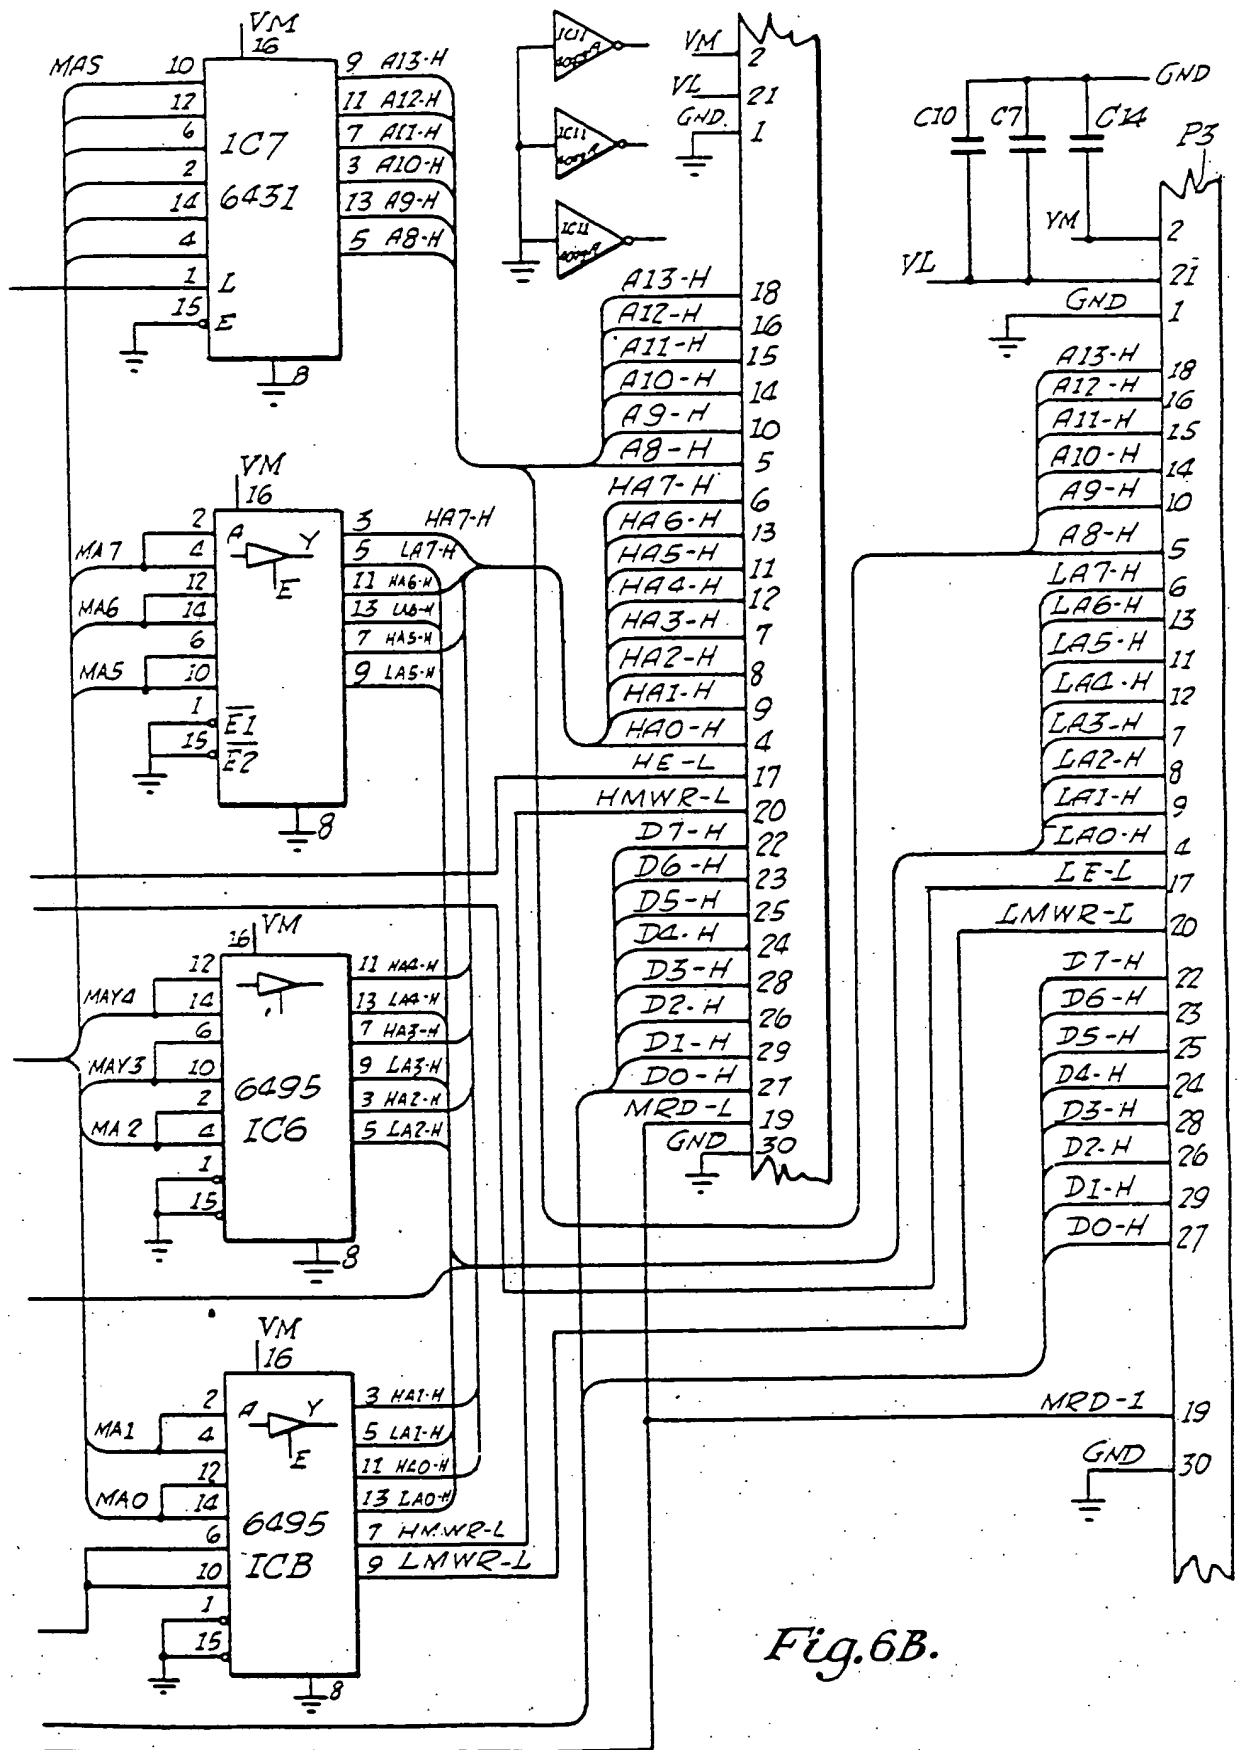 VM
16
MAS
10
12
6
2
14
4
1
15
L
E
IC7
6431
9 A13-H
11 A12-H
7 A11-H
3 A10-H
13 A9-H
5 A8-H
8
IC11
IC11
IC11
VM
2
VL
21
GND.
1
A13-H
18
A12-H
16
A11-H
15
A10-H
14
A9-H
10
A8-H
5
HA7-H
6
HA6-H
13
HA5-H
11
HA4-H
12
HA3-H
7
HA2-H
8
HA1-H
9
HA0-H
4
HE-L
17
HMWR-L
20
D7-H
22
D6-H
23
D5-H
25
D4-H
24
D3-H
28
D2-H
26
D1-H
29
D0-H
27
MRD-L
19
GND
30
GND
C10
C7
C14
P3
YM
2
VL
21
GND
1
A13-H
18
A12-H
16
A11-H
15
A10-H
14
A9-H
10
A8-H
5
LA7-H
6
LA6-H
13
LA5-H
11
LA4-H
12
LA3-H
7
LA2-H
8
LA1-H
9
LA0-H
4
LE-L
17
LMWR-L
20
D7-H
22
D6-H
23
D5-H
25
D4-H
24
D3-H
28
D2-H
26
D1-H
29
D0-H
27
MRD-1
19
GND
30
VM
16
MA7
2
4
MA6
12
14
MA5
6
10
1
15
A
Y
E
E1
E2
3 HA7-H
5 LA7-H
11 HA6-H
13 LA6-H
7 HA5-H
9 LA5-H
8
VM
16
MAY4
12
14
MAY3
6
10
MA2
2
4
1
15
6495
IC6
11 HA4-H
13 LA4-H
7 HA3-H
9 LA3-H
3 HA2-H
5 LA2-H
8
VM
16
MA1
2
4
MA0
12
14
6
10
1
15
A
Y
E
6495
ICB
3 HA1-H
5 LA1-H
11 HA0-H
13 LA0-H
7 HMWR-L
9 LMWR-L
8
Fig.6B.